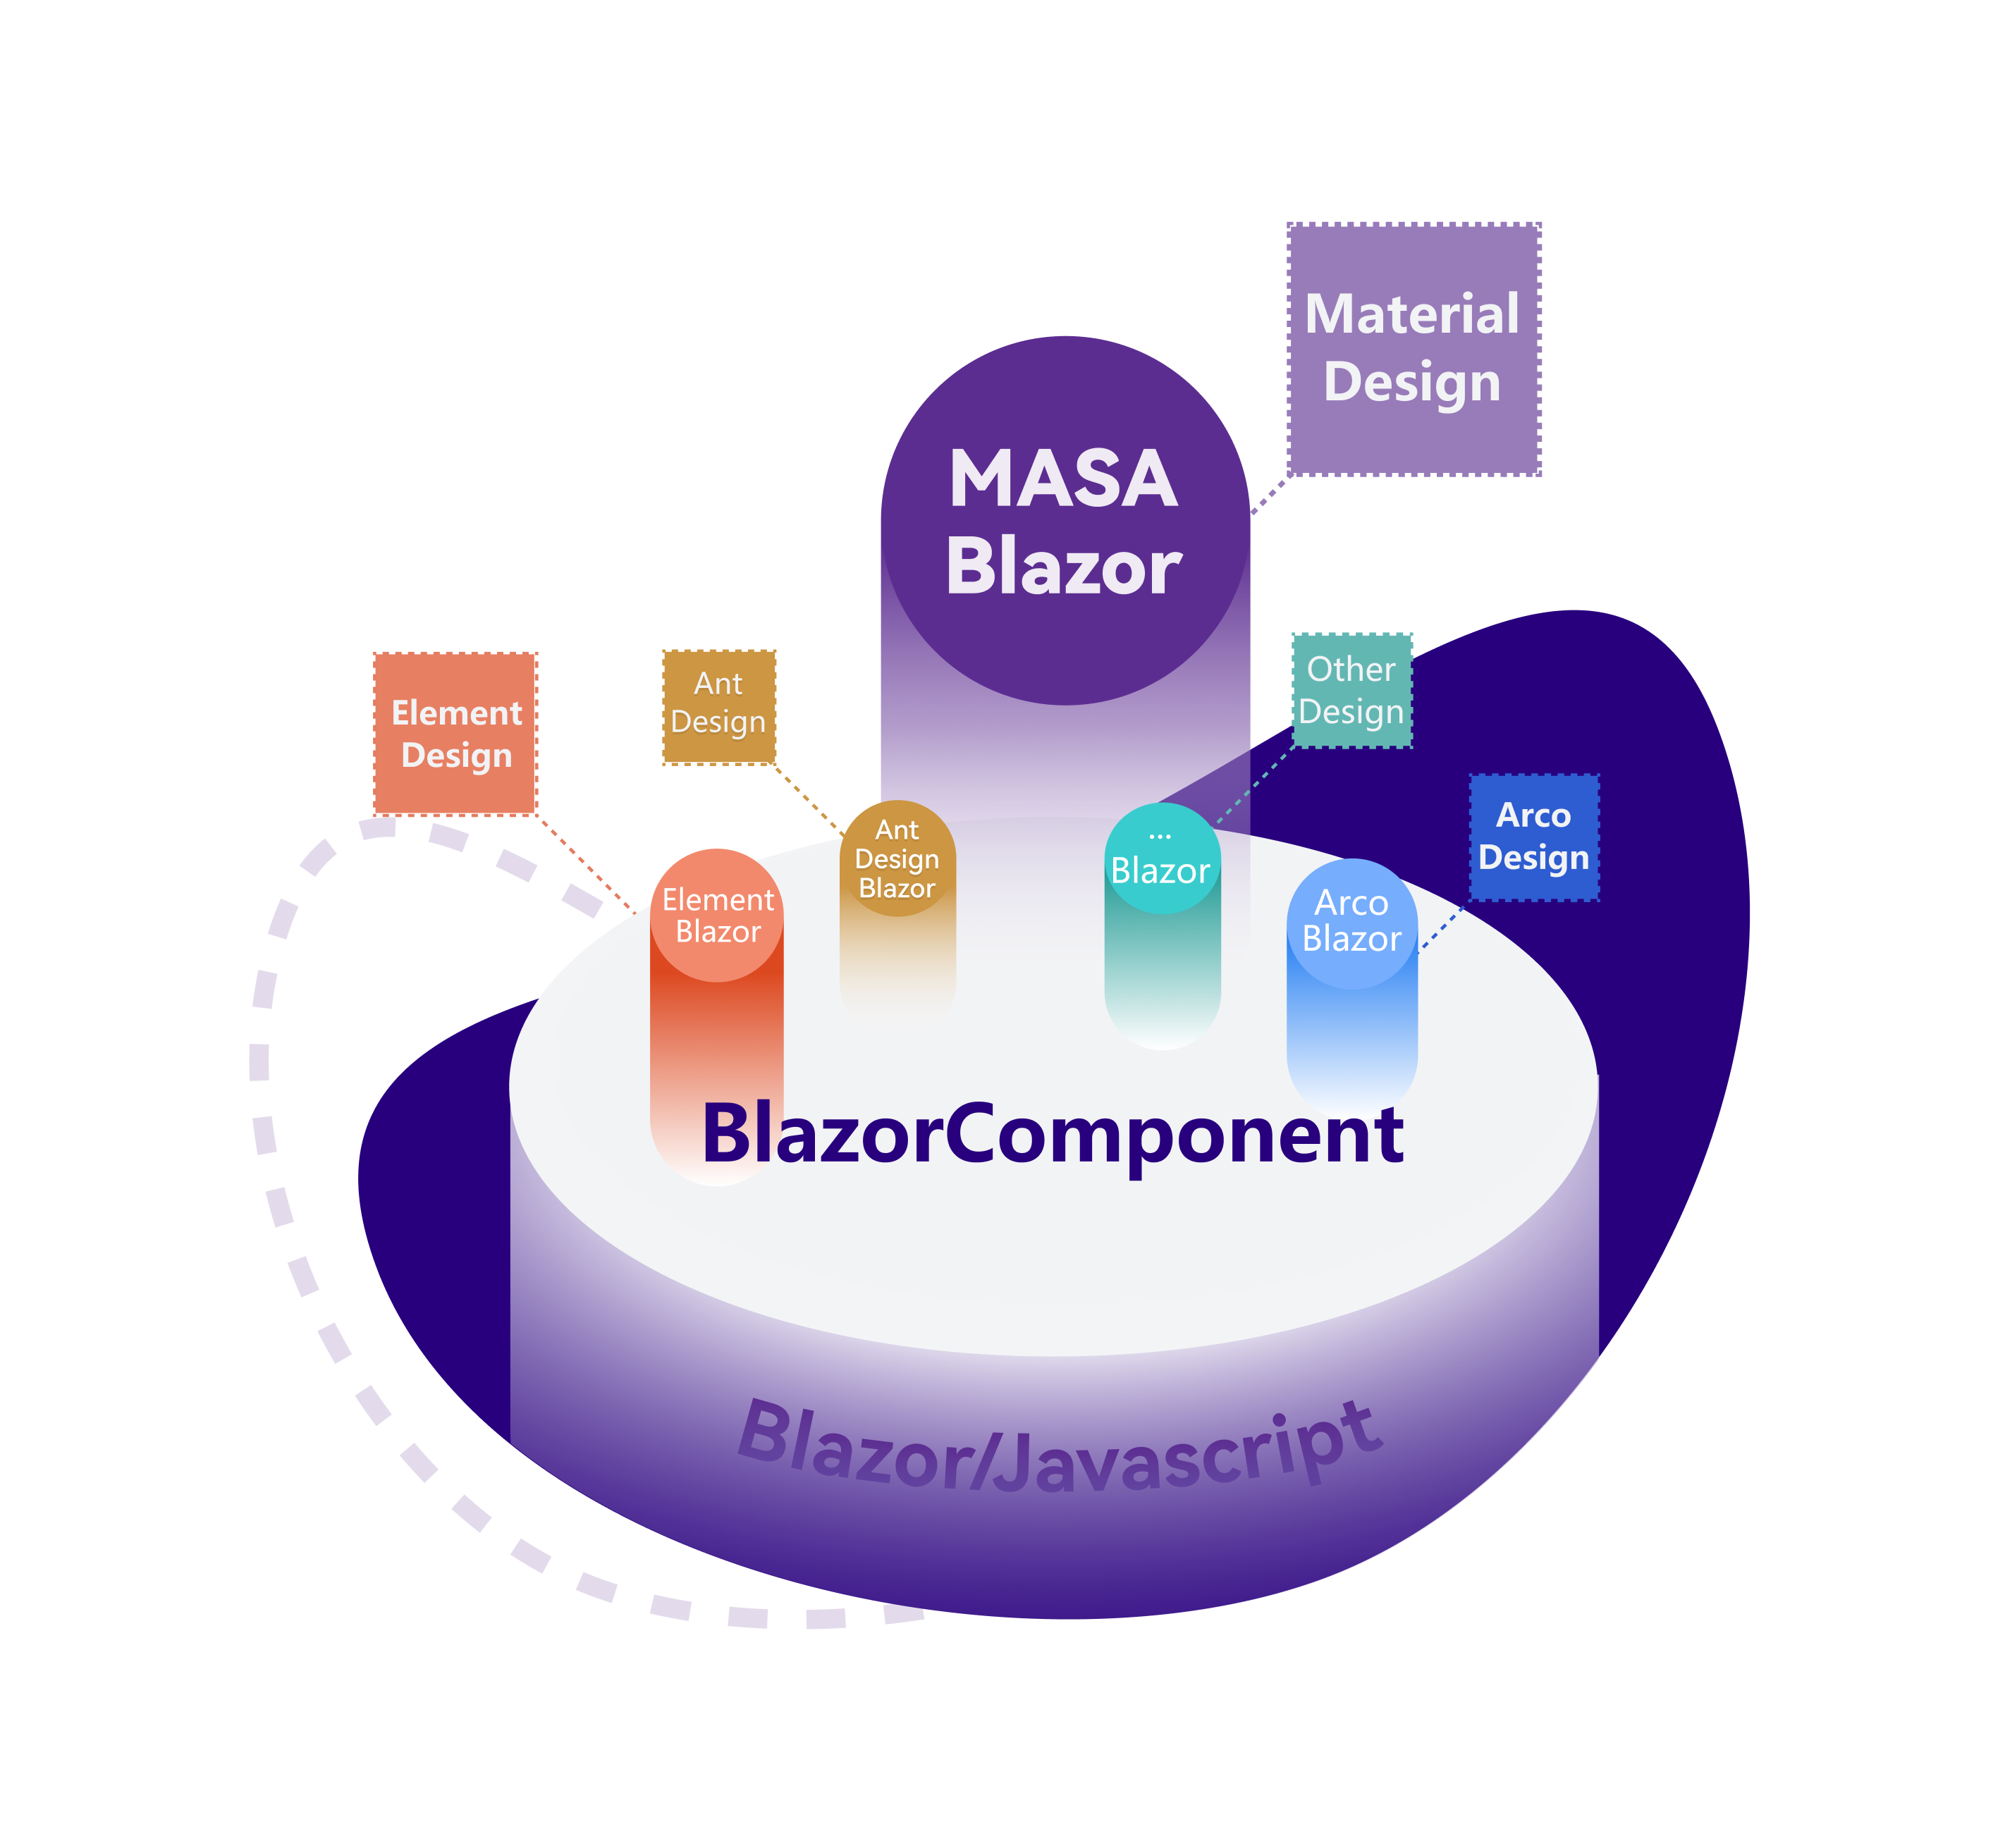 Material
Design
MASA
Blazor
Element
Design
Ant
Design
Other
Design
Arco
Design
Element
Blazor
Ant
Design
Blazor
...
Blazor
Arco
Blazor
BlazorComponent
Blazor/Javascript